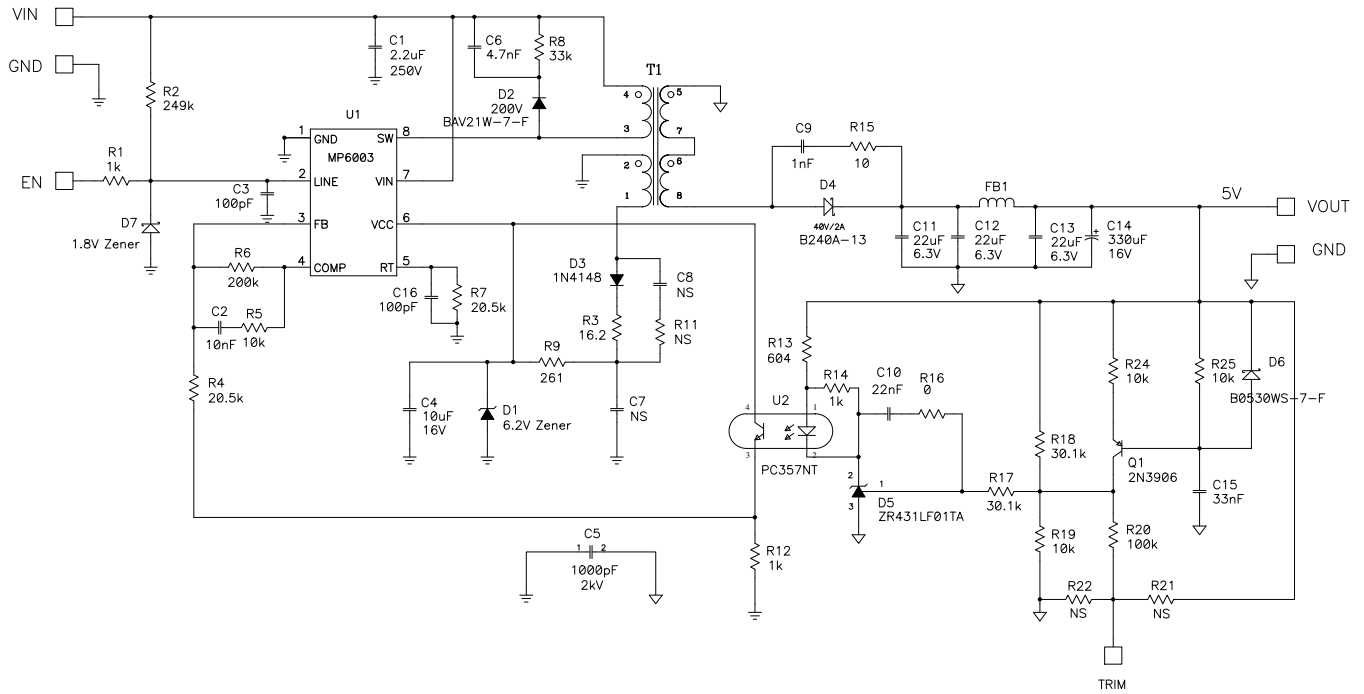 VIN
GND
EN
R2
249k
R1
1k
D7
1.8V Zener
C3
100pF
U1
MP6003
1
GND
2
LINE
3
FB
4
COMP
SW
8
VIN
7
VCC
6
RT
5
C1
2.2uF
250V
C6
4.7nF
R8
33k
D2
200V
BAV21W-7-F
T1
4
3
2
1
5
7
6
8
R6
200k
C2
10nF
R5
10k
R4
20.5k
C16
100pF
R7
20.5k
D3
1N4148
R3
16.2
C8
NS
R11
NS
R9
261
C4
10uF
16V
D1
6.2V Zener
C7
NS
C5
1
2
1000pF
2kV
U2
4
3
1
2
PC357NT
R12
1k
R13
604
R14
1k
C10
22nF
R16
0
2
1
3
D5
ZR431LF01TA
R17
30.1k
C9
1nF
R15
10
D4
40V/2A
B240A-13
C11
22uF
6.3V
C12
22uF
6.3V
FB1
C13
22uF
6.3V
C14
330uF
16V
5V
VOUT
GND
R18
30.1k
R19
10k
R24
10k
R25
10k
D6
B0530WS-7-F
Q1
2N3906
C15
33nF
R20
100k
R22
NS
R21
NS
TRIM